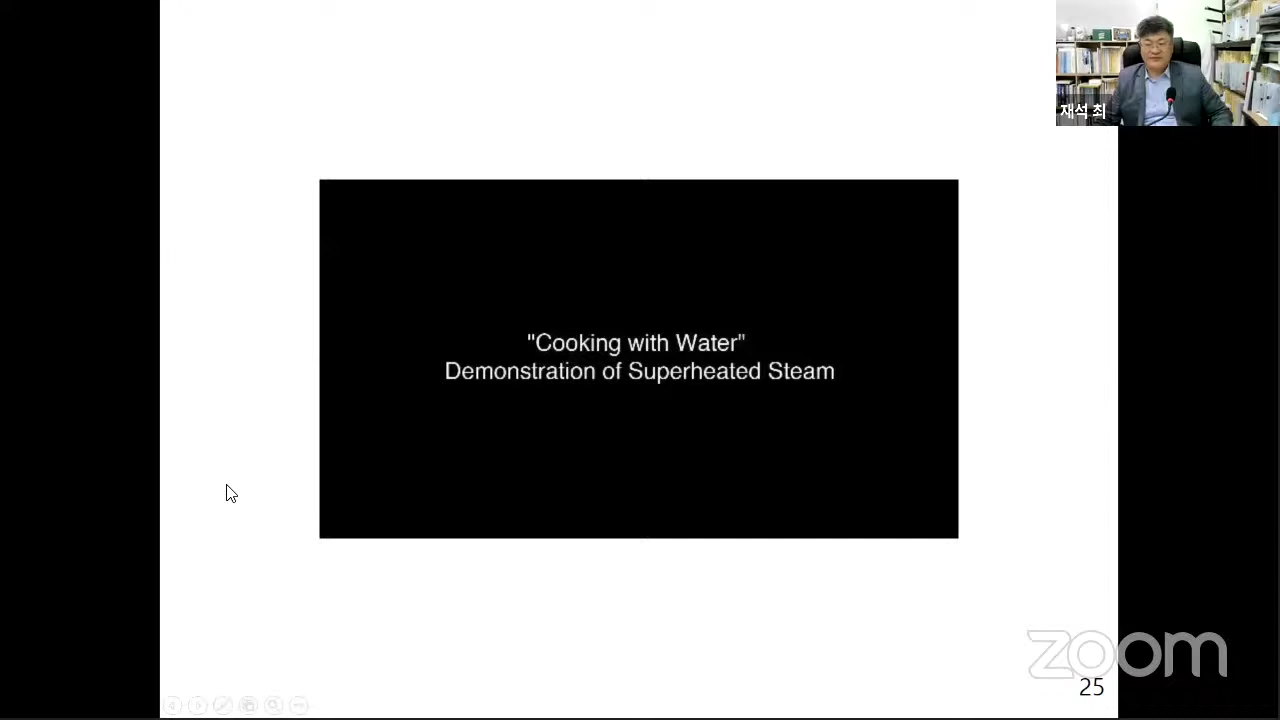 재석 최
"Cooking with Water"
Demonstration of Superheated Steam
zoom
25